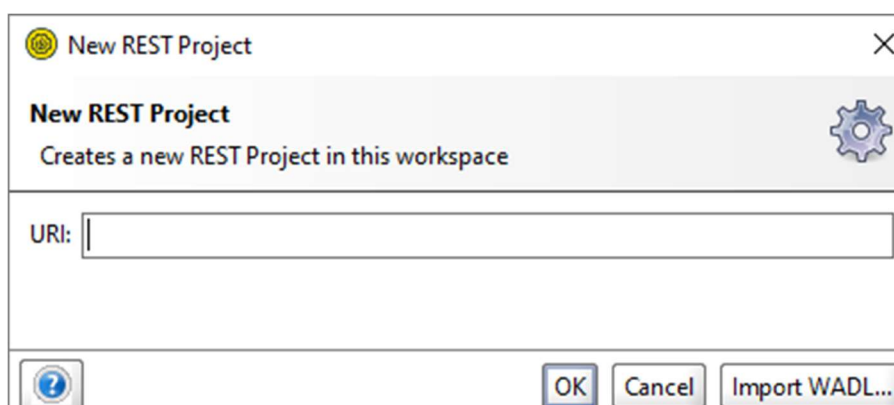 New REST Project
New REST Project
Creates a new REST Project in this workspace
URI:
OK Cancel Import WADL...